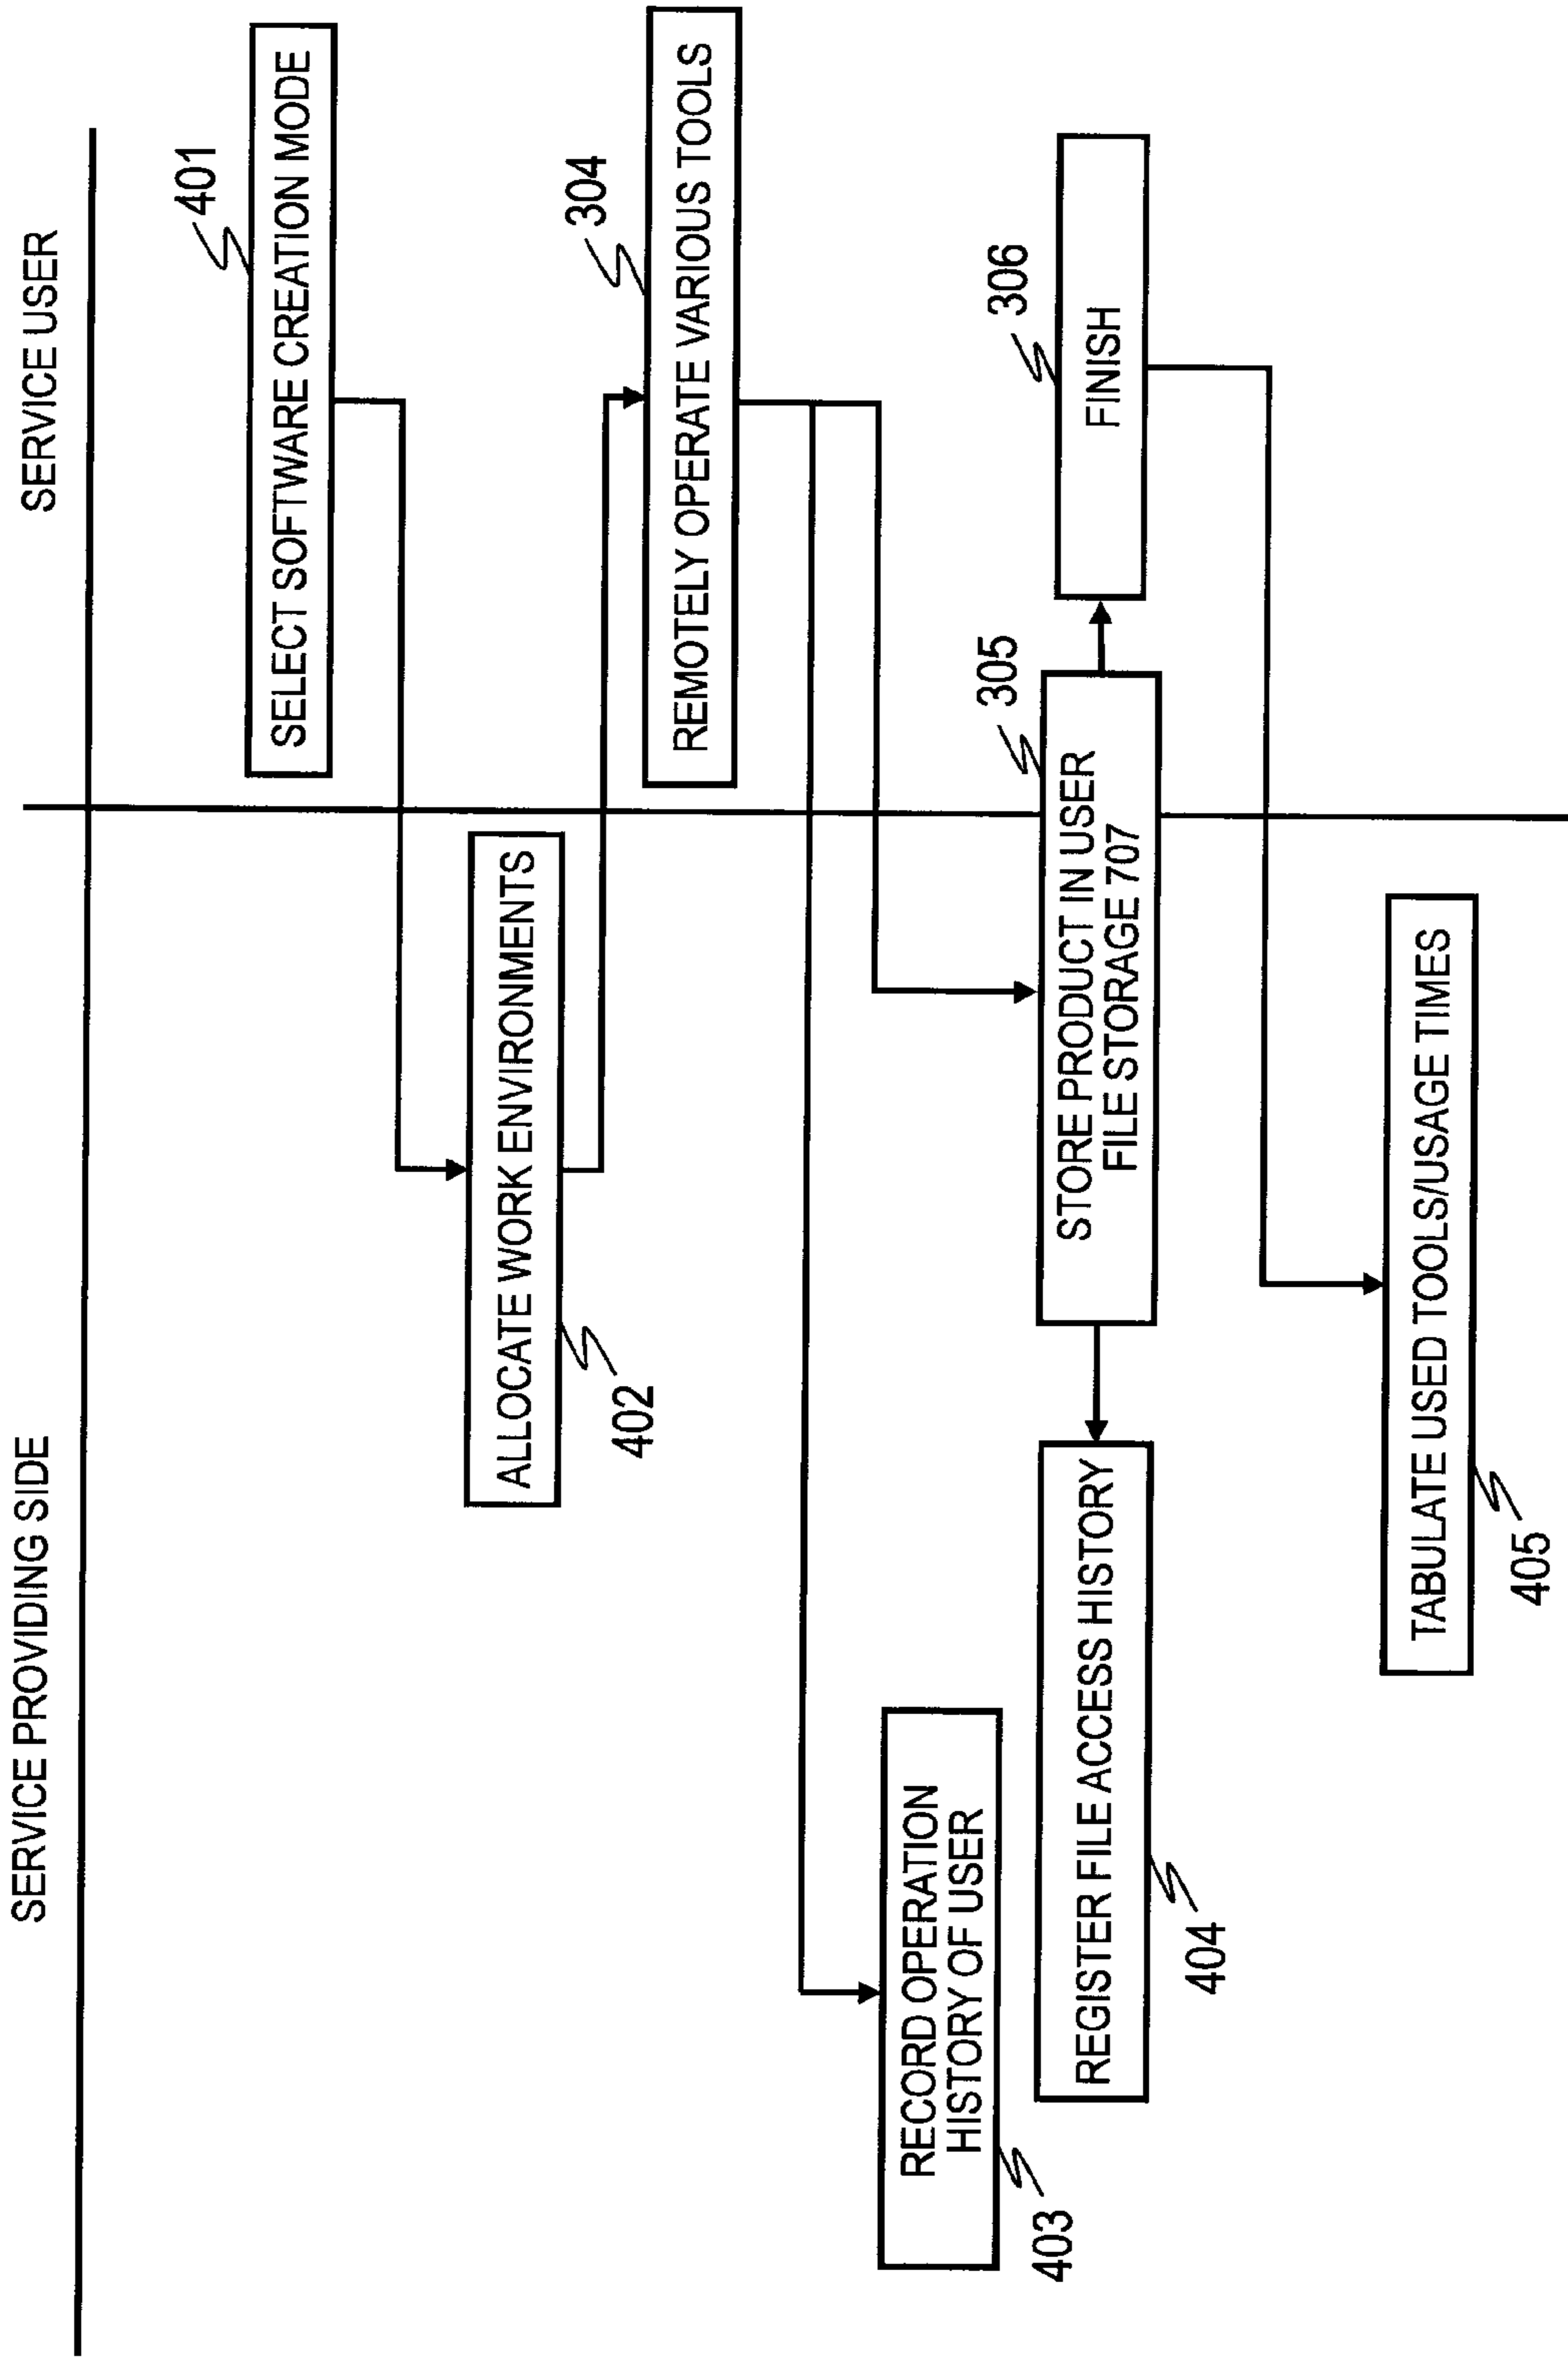 SERVICE PROVIDING SIDE
SERVICE USER
401
SELECT SOFTWARE CREATION MODE
ALLOCATE WORK ENVIRONMENTS
402
304
REMOTELY OPERATE VARIOUS TOOLS
RECORD OPERATION
HISTORY OF USER
403
305
STORE PRODUCT IN USER
FILE STORAGE 707
306
FINISH
REGISTER FILE ACCESS HISTORY
404
TABULATE USED TOOLS/USAGE TIMES
405